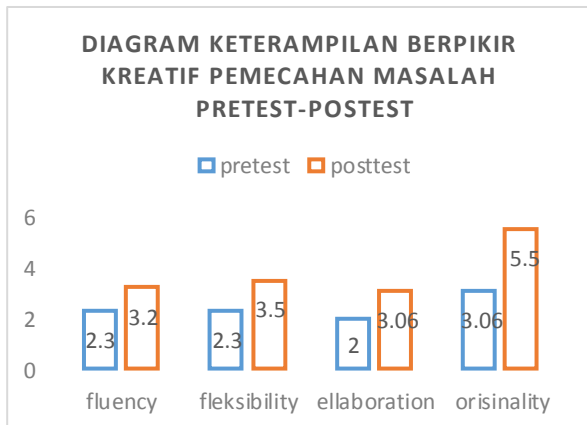 DIAGRAM KETERAMPILAN BERPIKIR
KREATIF PEMECAHAN MASALAH
PRETEST-POSTEST
pretest posttest
6
4
2
0
2.3 3.2 2.3 3.5 2 3.06 3.06 5.5
fluency fleksibility ellaboration orisinality